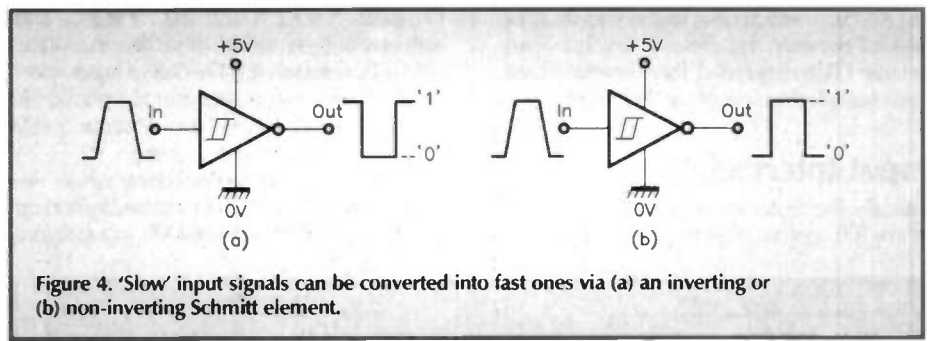 +5V
+5V
In
Out
'1'
'0'
In
Out
'1'
'0'
0V
0V
(a)
(b)
Figure 4. 'Slow' input signals can be converted into fast ones via (a) an inverting or
(b) non-inverting Schmitt element.